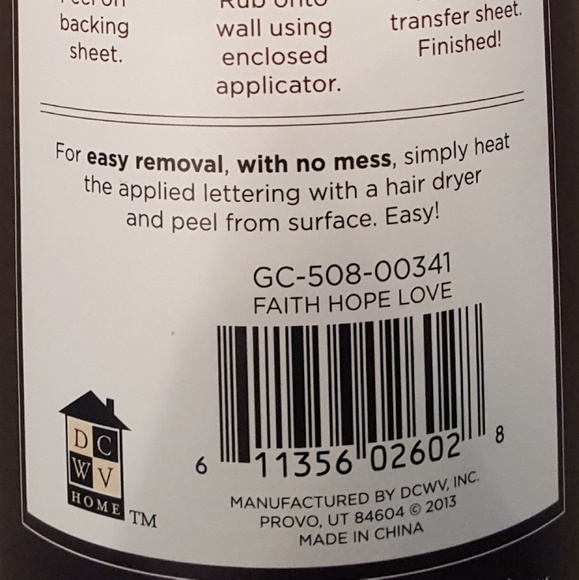 backing
sheet.
Rub onto
wall using
enclosed
applicator.
transfer sheet.
Finished!
For easy removal, with no mess, simply heat
the applied lettering with a hair dryer
and peel from surface. Easy!
GC-508-00341
FAITH HOPE LOVE
6 11356 02602 8
D C
W V
HOME TM
MANUFACTURED BY DCWV, INC.
PROVO, UT 84604 © 2013
MADE IN CHINA